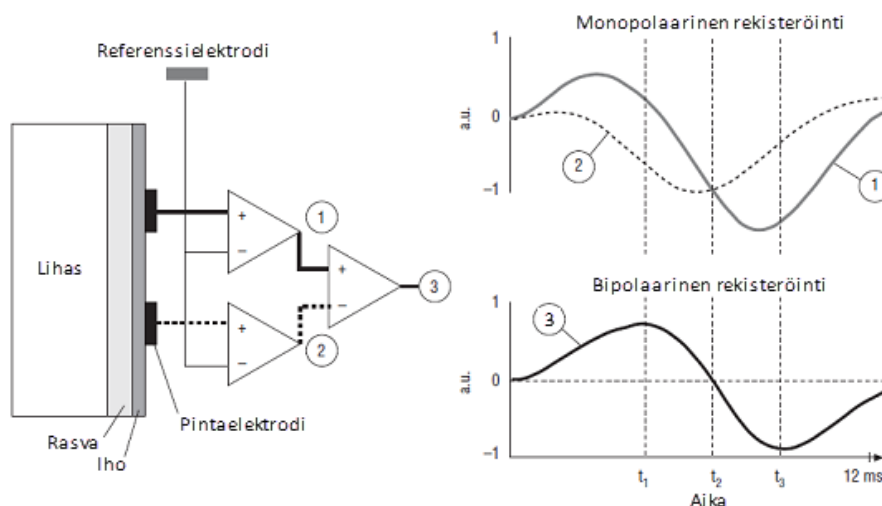 Referenssielektrodi
Lihas
+
−
1
+
−
3
+
−
2
Pintaelektrodi
Rasva
Iho
Monopolaarinen rekisteröinti
1
0
−1
a.u.
2
1
Bipolaarinen rekisteröinti
1
0
−1
a.u.
3
t1 t2 t3 12 ms
Aika